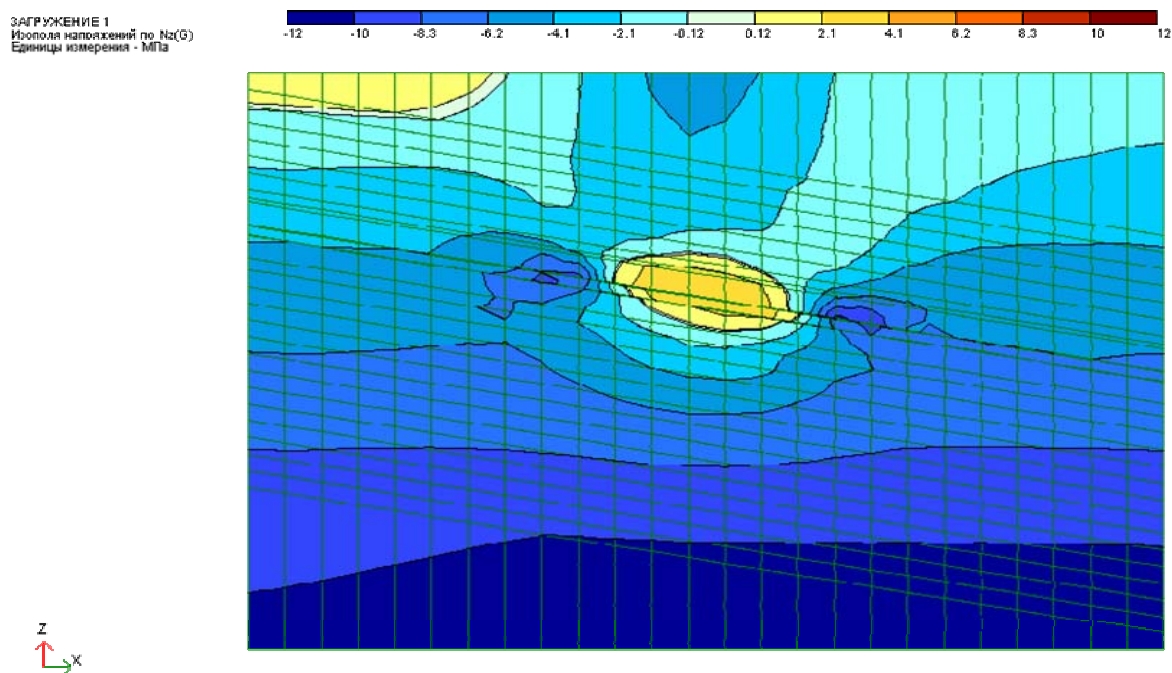 ЗАГРУЖЕНИЕ 1
Изополя напряжений по Nz(G)
Единицы измерения - МПа
-12 -10 -8.3 -6.2 -4.1 -2.1 -0.12 0.12 2.1 4.1 6.2 8.3 10 12
Z
X